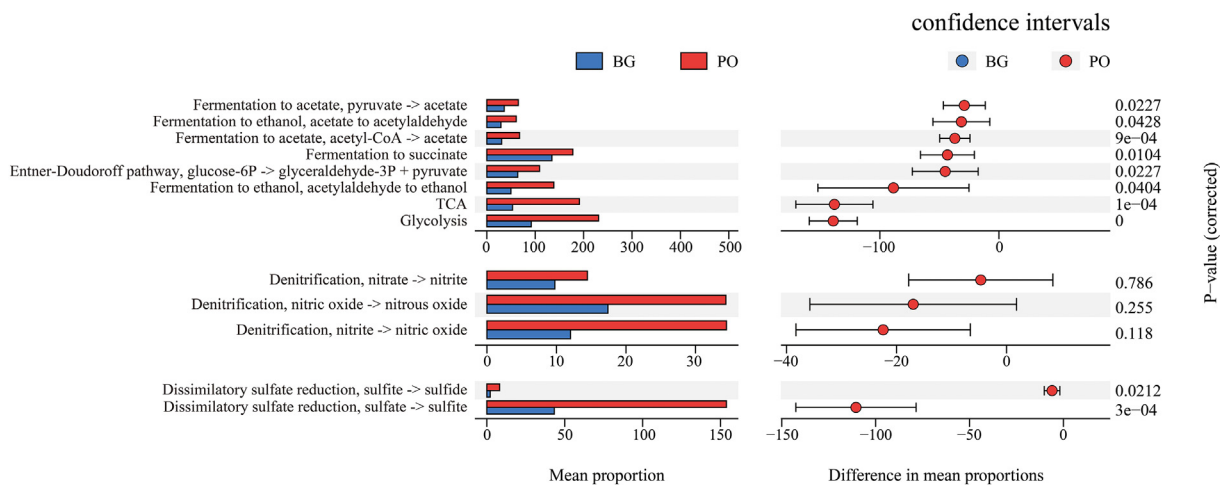 confidence intervals
BG PO BG PO
Fermentation to acetate, pyruvate -> acetate 0.0227
Fermentation to ethanol, acetate to acetylaldehyde 0.0428
Fermentation to acetate, acetyl-CoA -> acetate 9e−04
Fermentation to succinate 0.0104
Entner-Doudoroff pathway, glucose-6P -> glyceraldehyde-3P + pyruvate 0.0227
Fermentation to ethanol, acetylaldehyde to ethanol 0.0404
TCA 1e−04
Glycolysis 0
0 100 200 300 400 500 −100 0
Denitrification, nitrate -> nitrite 0.786
Denitrification, nitric oxide -> nitrous oxide 0.255
Denitrification, nitrite -> nitric oxide 0.118
0 10 20 30 −40 −20 0
Dissimilatory sulfate reduction, sulfite -> sulfide 0.0212
Dissimilatory sulfate reduction, sulfate -> sulfite 3e−04
0 50 100 150 −150 −100 −50 0
Mean proportion Difference in mean proportions
P−value (corrected)